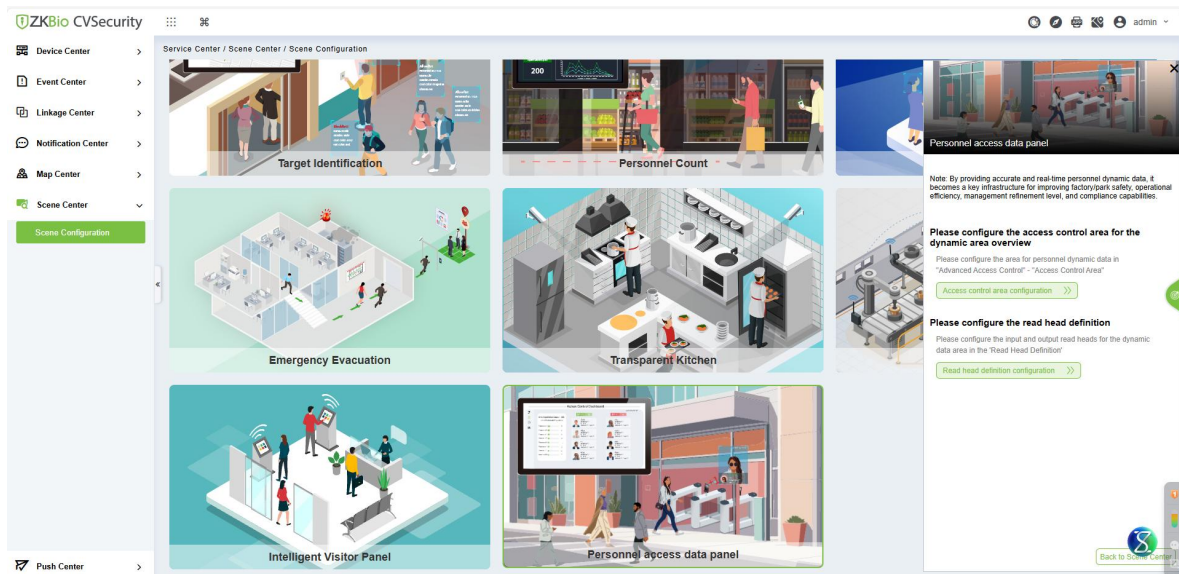 ZKBio CVSecurity
admin
Device Center
Event Center
Linkage Center
Notification Center
Map Center
Scene Center
Scene Configuration
Push Center
Service Center / Scene Center / Scene Configuration
200
Target Identification
Personnel Count
Emergency Evacuation
Transparent Kitchen
Intelligent Visitor Panel
Personnel access data panel
Personnel access data panel
Note: By providing accurate and real-time personnel dynamic data, it
becomes a key infrastructure for improving factory/park safety, operational
efficiency, management refinement level, and compliance capabilities.
Please configure the access control area for the
dynamic area overview
Please configure the area for personnel dynamic data in
"Advanced Access Control" - "Access Control Area"
Access control area configuration
Please configure the read head definition
Please configure the input and output read heads for the dynamic
data area in the 'Read Head Definition'
Read head definition configuration
Back to Scene Center